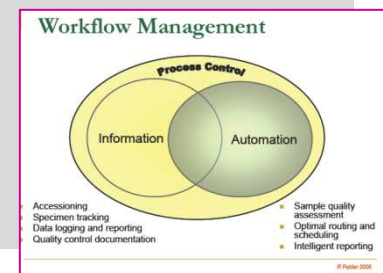 Workflow Management
Process Control
Information
Automation
Accessioning
Specimen tracking
Data logging and reporting
Quality control documentation
Sample quality
assessment
Optimal routing and
scheduling
Intelligent reporting
R Felder 2006